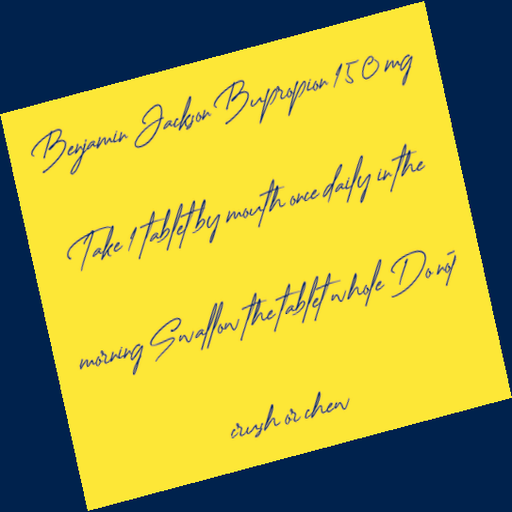 Benjamin Jackson Bupropion 150 mg
Take 1 tablet by mouth once daily in the
morning Swallow the tablet whole Do not
crush or chew